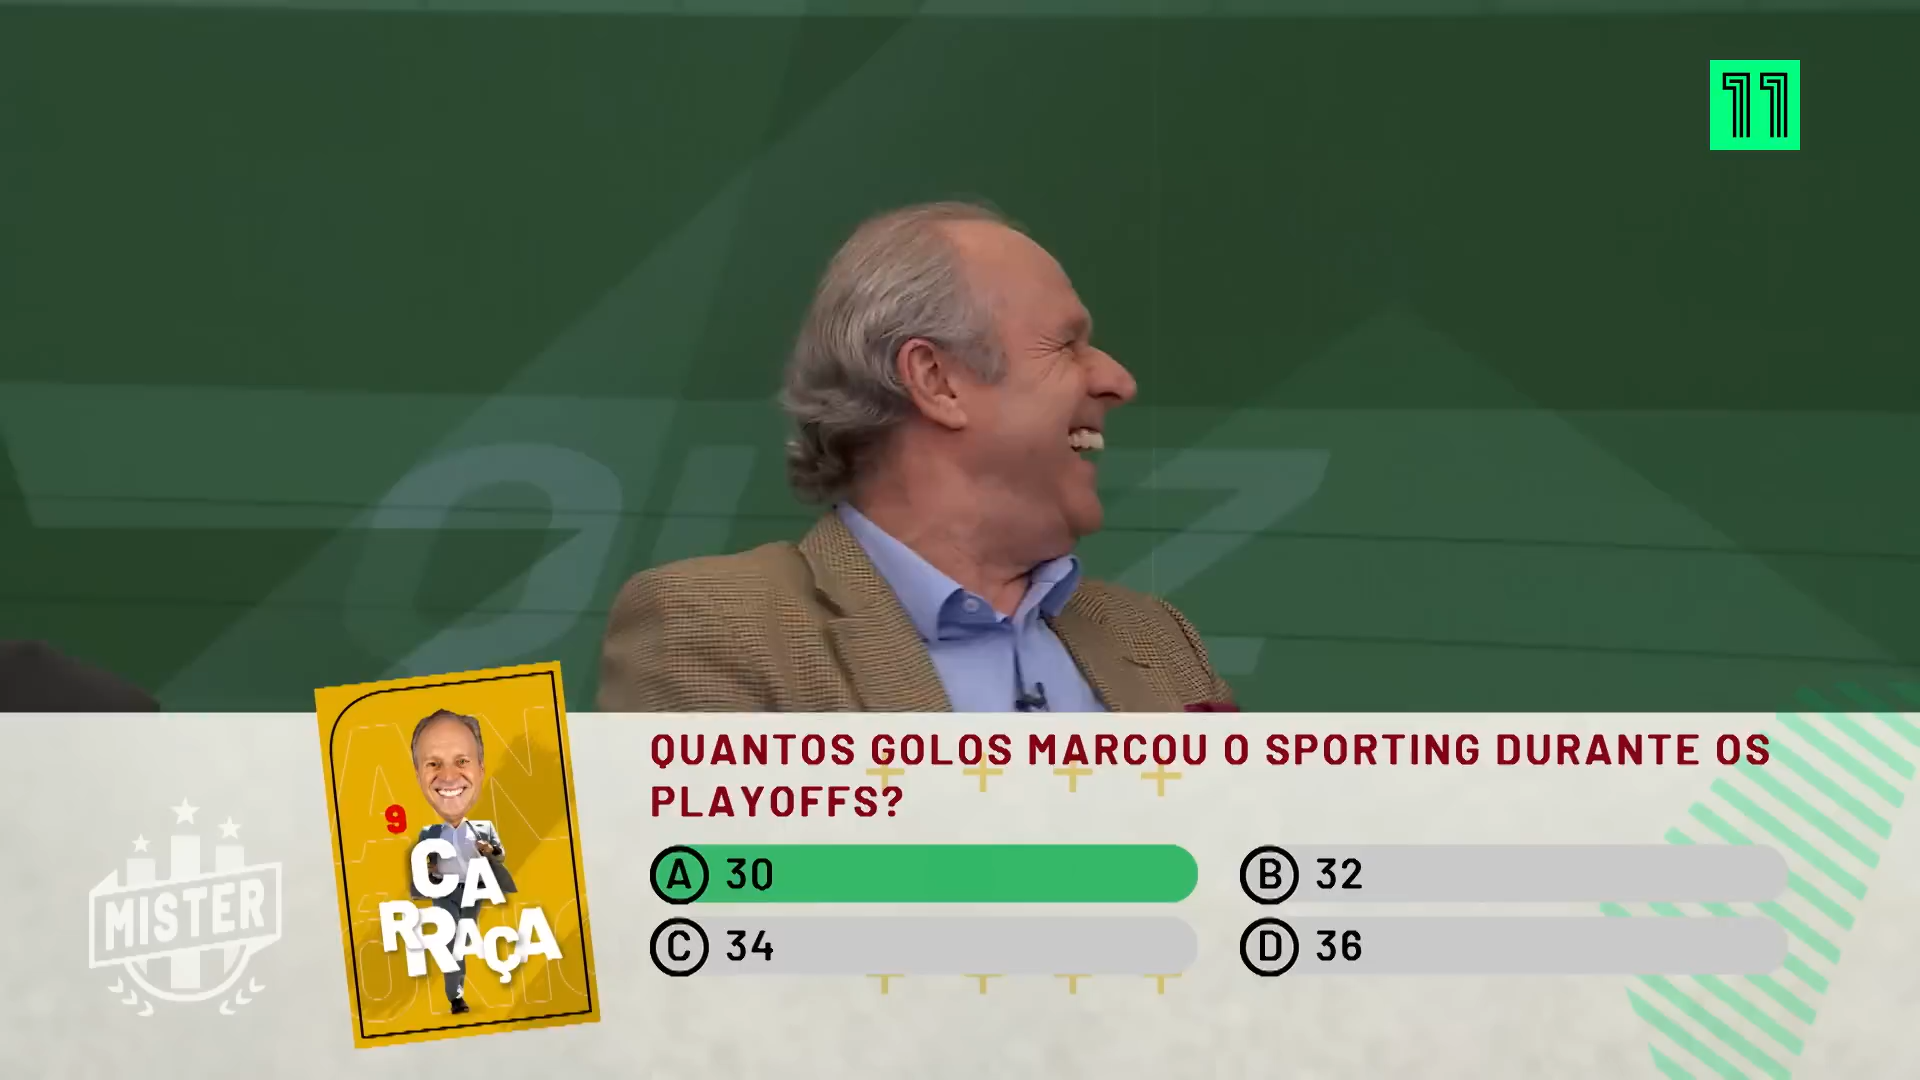 11
QUANTOS GOLOS MARCOU O SPORTING DURANTE OS
PLAYOFFS?
A 30
B 32
C 34
D 36
MISTER
9
CA
RRAÇA